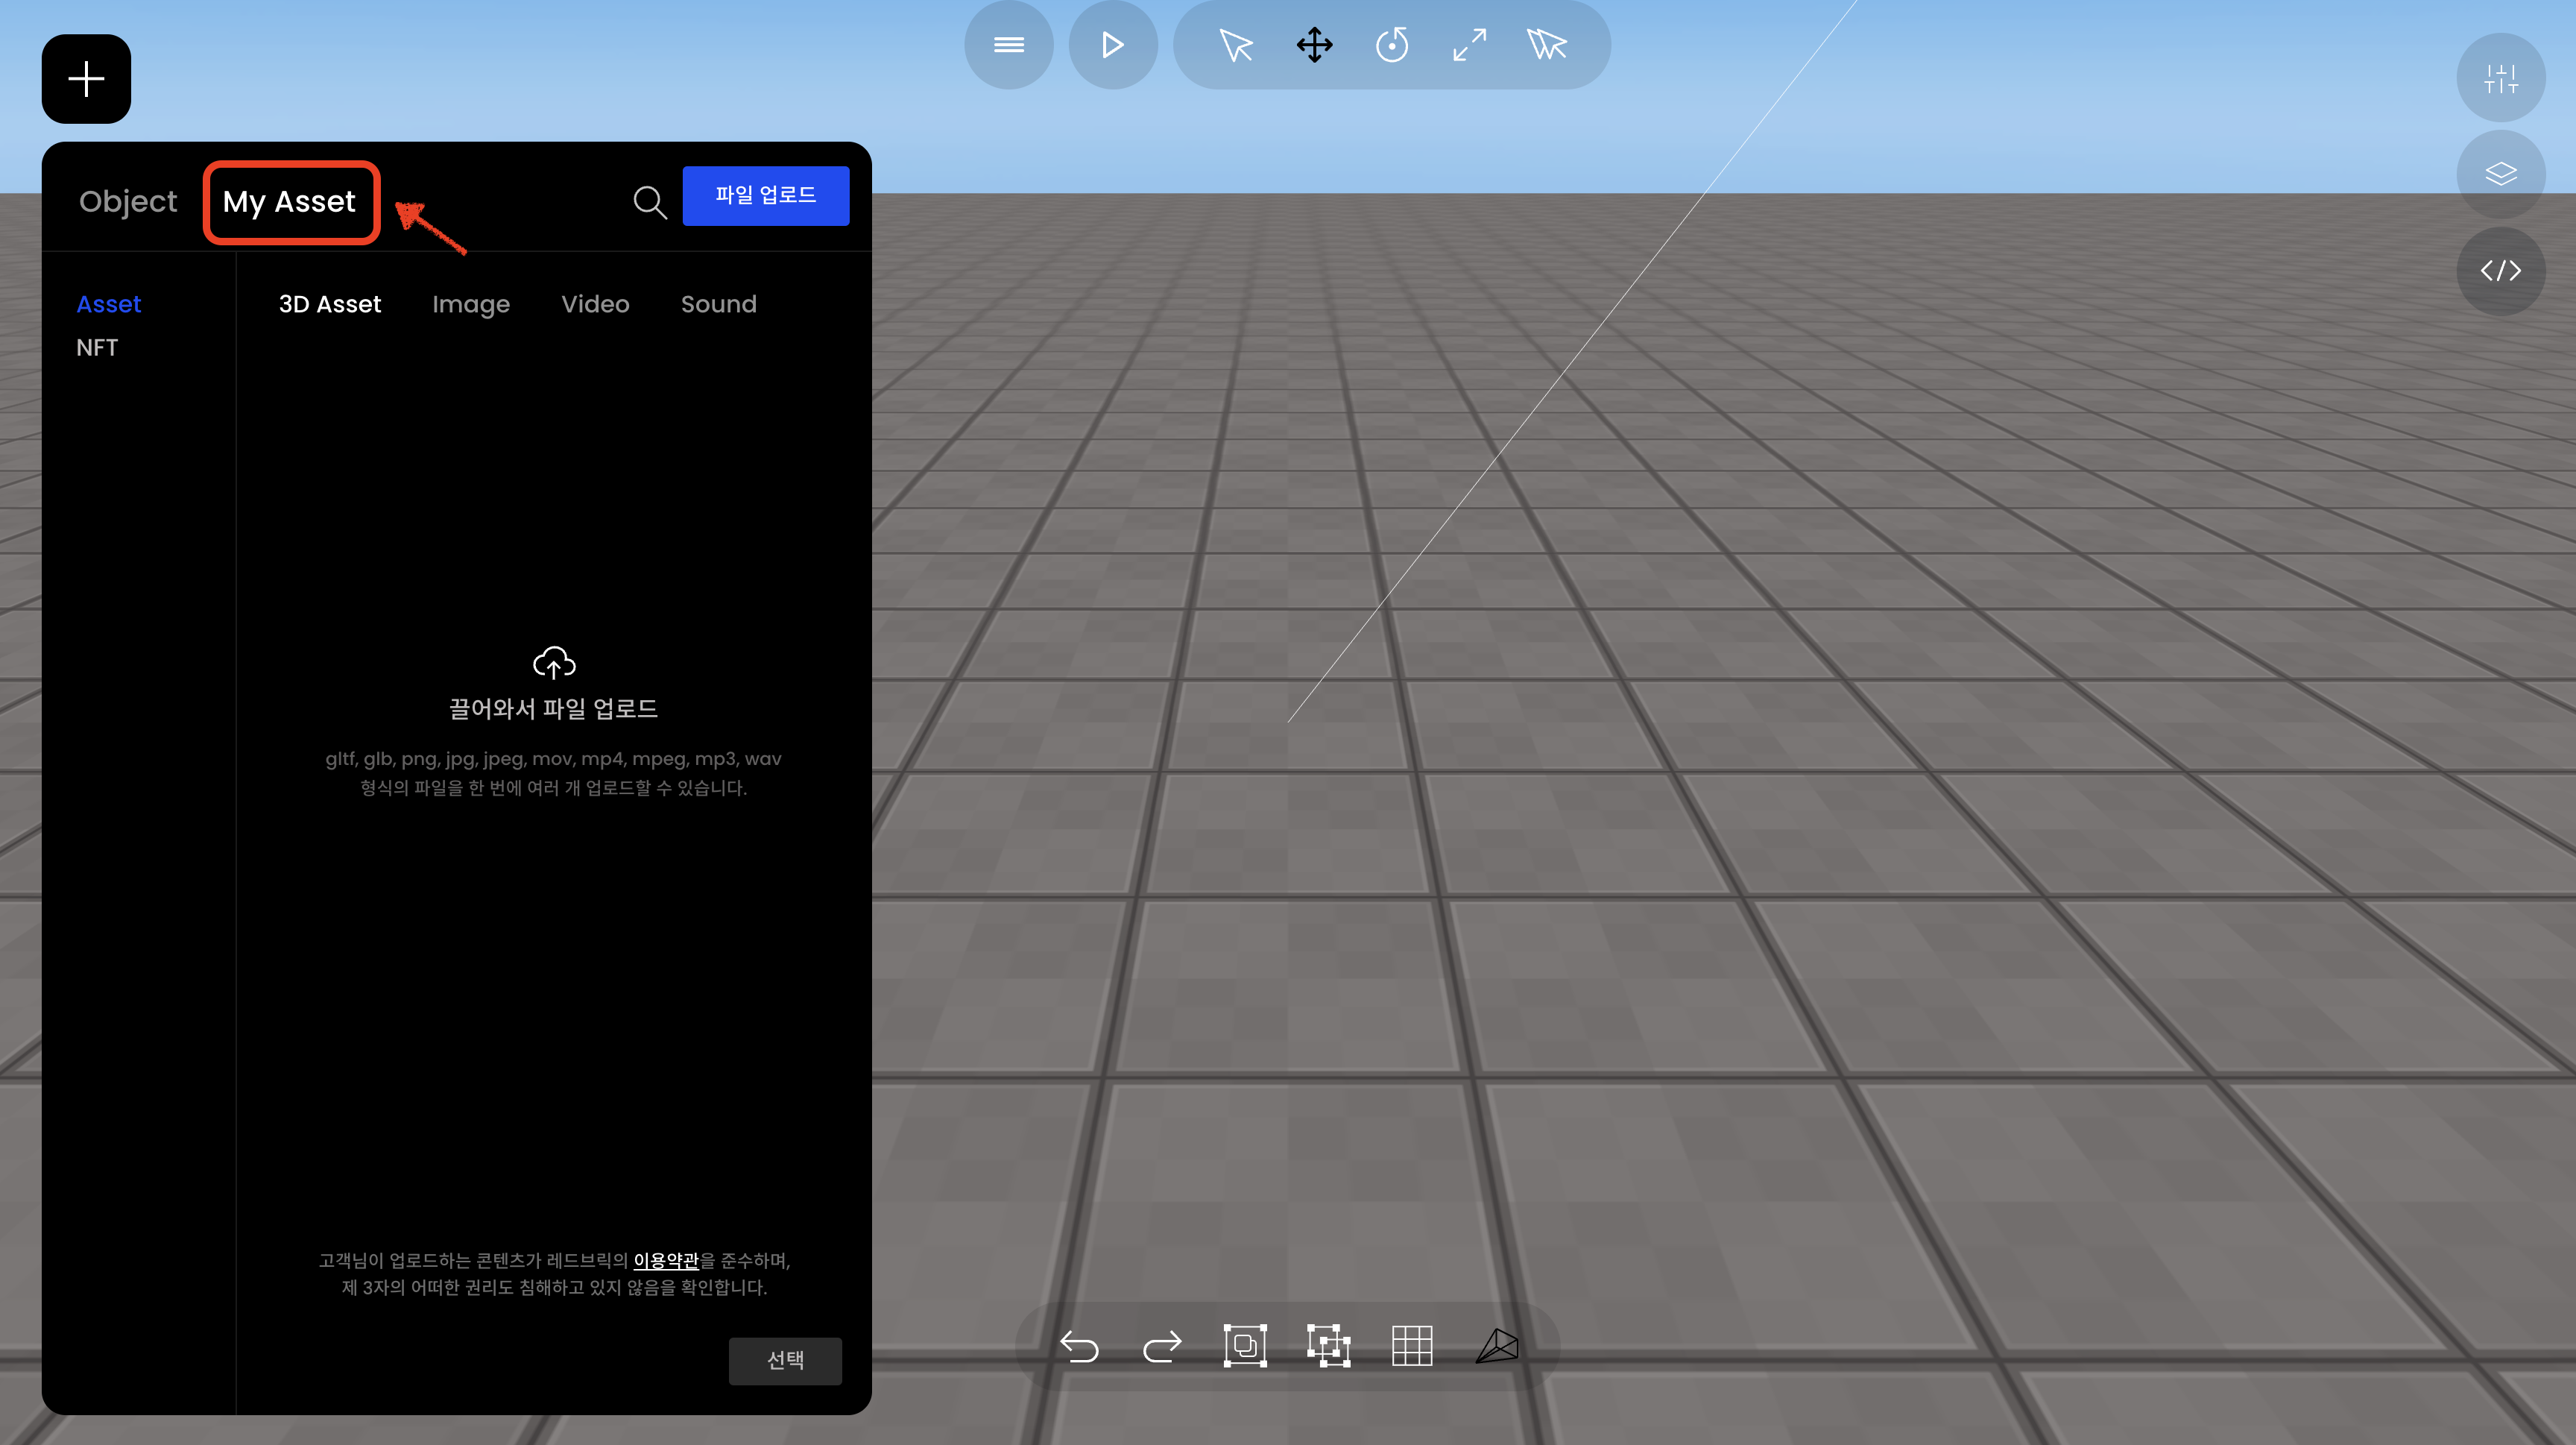 Object My Asset 파일 업로드
Asset
NFT
3D Asset Image Video Sound
끌어와서 파일 업로드
gltf, glb, png, jpg, jpeg, mov, mp4, mpeg, mp3, wav
형식의 파일을 한 번에 여러 개 업로드할 수 있습니다.
고객님이 업로드하는 콘텐츠가 레드브릭의 이용약관을 준수하며,
제 3자의 어떠한 권리도 침해하고 있지 않음을 확인합니다.
선택